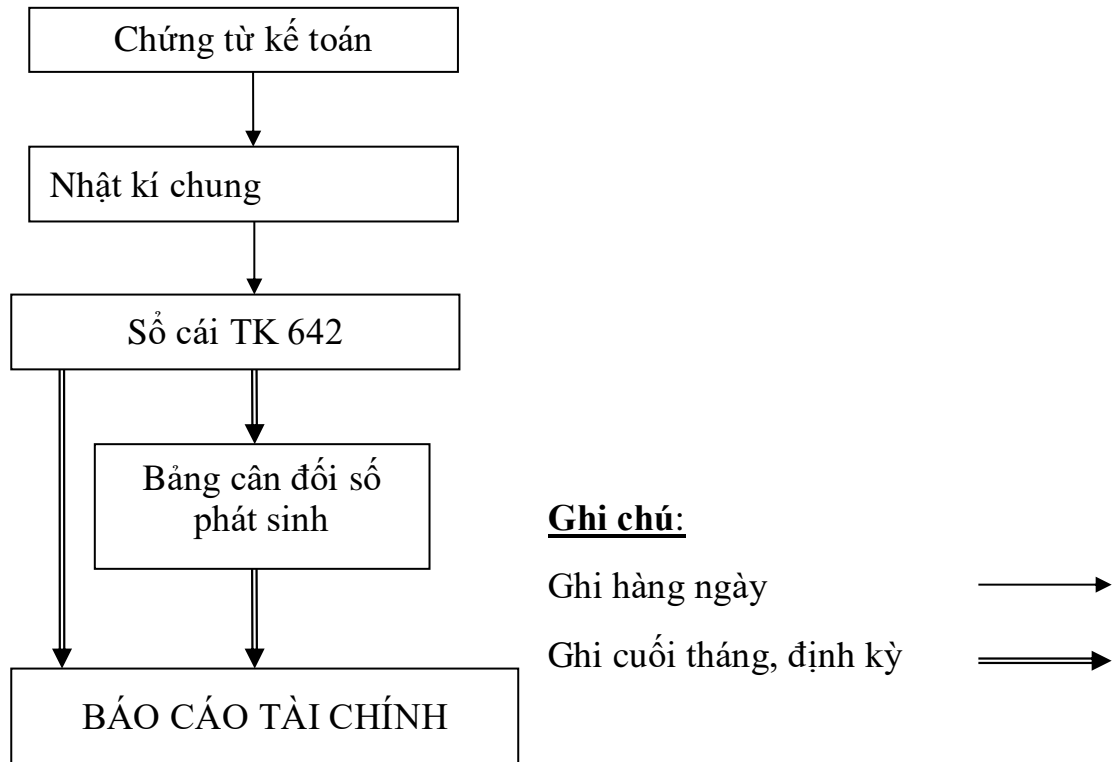 Chứng từ kế toán
Nhật kí chung
Sổ cái TK 642
Bảng cân đối số
phát sinh
Ghi chú:
Ghi hàng ngày
Ghi cuối tháng, định kỳ
BÁO CÁO TÀI CHÍNH